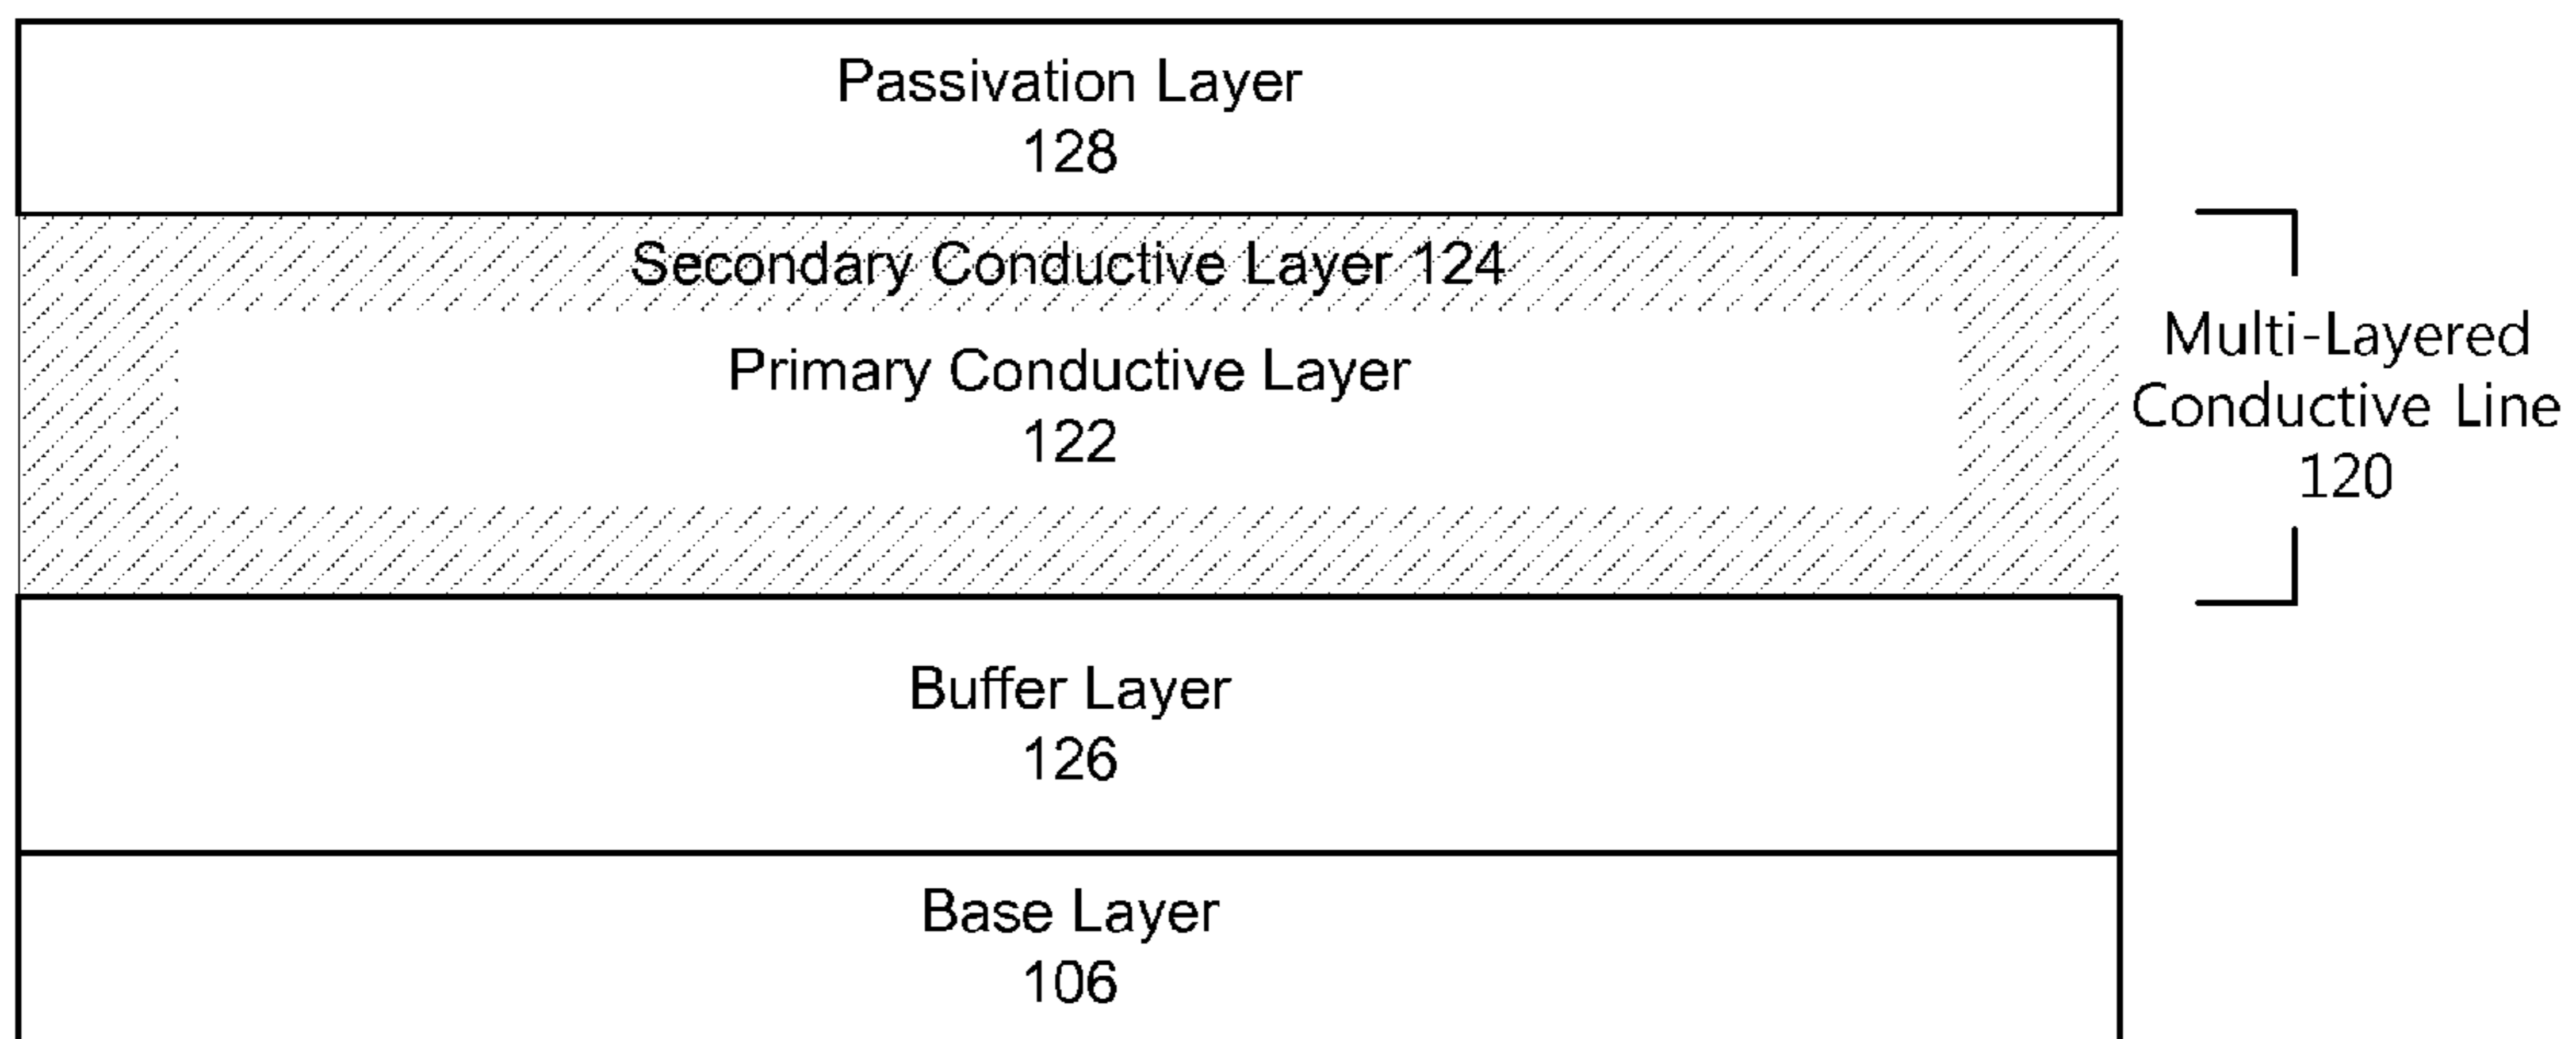 Passivation Layer
128
Secondary Conductive Layer 124
Primary Conductive Layer
122
Multi-Layered
Conductive Line
120
Buffer Layer
126
Base Layer
106